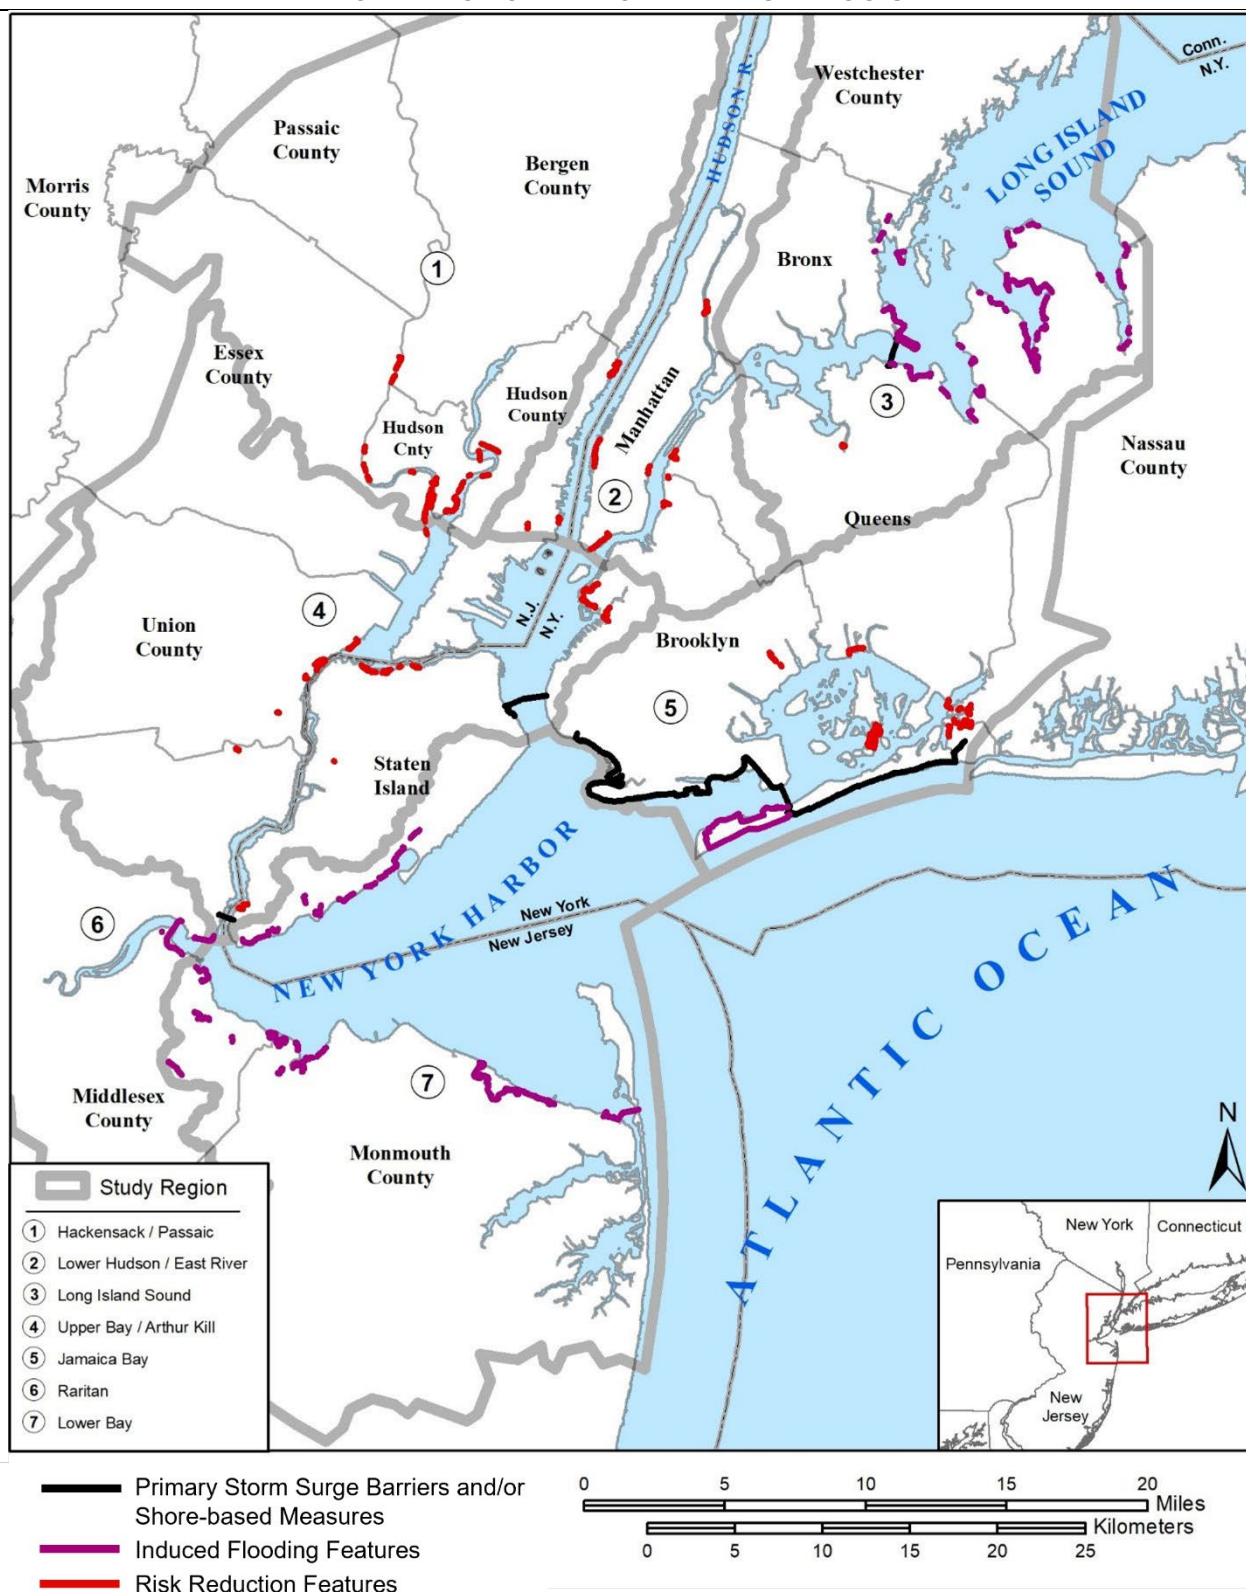 Conn.
N.Y.
Westchester
County
HUDSON R.
LONG ISLAND
SOUND
Passaic
County
Bergen
County
Morris
County
Bronx
1
Essex
County
Hudson
County
Manhattan
3
Hudson
Cnty
Nassau
County
2
Queens
4
N.J.
N.Y.
Union
County
Brooklyn
5
Staten
Island
NEW YORK HARBOR
New York
New Jersey
6
ATLANTIC OCEAN
7
Middlesex
County
Monmouth
County
N
Study Region
1 Hackensack / Passaic
2 Lower Hudson / East River
3 Long Island Sound
4 Upper Bay / Arthur Kill
5 Jamaica Bay
6 Raritan
7 Lower Bay
New York
Connecticut
Pennsylvania
New
Jersey
Primary Storm Surge Barriers and/or
Shore-based Measures
Induced Flooding Features
Risk Reduction Features
0 5 10 15 20
Miles
Kilometers
0 5 10 15 20 25